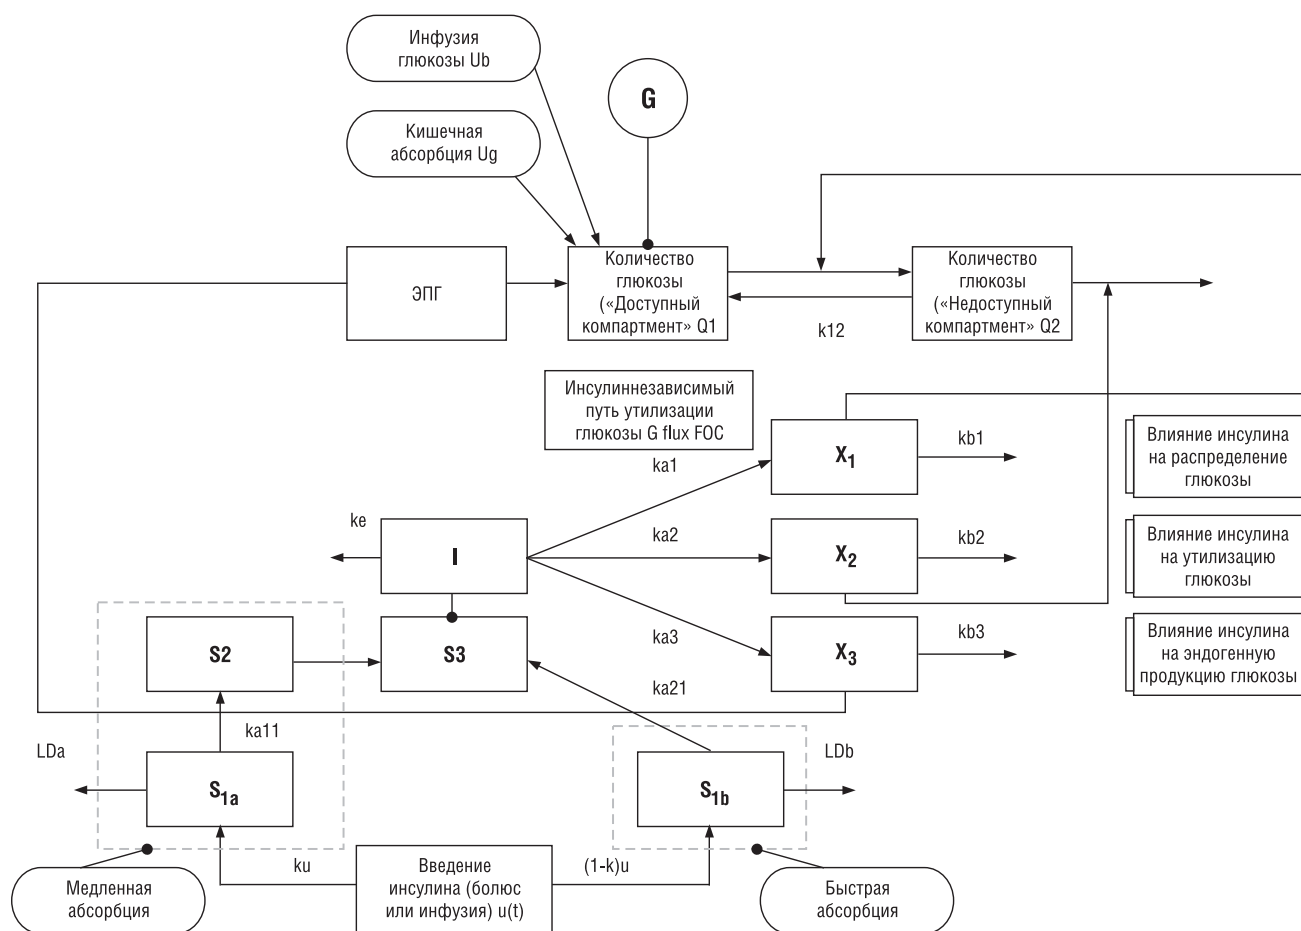 Инфузия
глюкозы Ub
G
Кишечная
абсорбция Ug
ЭПГ
Количество
глюкозы
(«Доступный
компартмент» Q1
k12
Количество
глюкозы
(«Недоступный
компартмент» Q2
Инсулиннезависимый
путь утилизации
глюкозы G flux FOC
ka1
X1
kb1
Влияние инсулина
на распределение
глюкозы
ke
I
ka2
X2
kb2
Влияние инсулина
на утилизацию
глюкозы
S2
S3
ka3
X3
kb3
Влияние инсулина
на эндогенную
продукцию глюкозы
ka21
ka11
LDa
S1a
S1b
LDb
ku
Введение
инсулина (болюс
или инфузия) u(t)
(1-k)u
Медленная
абсорбция
Быстрая
абсорбция